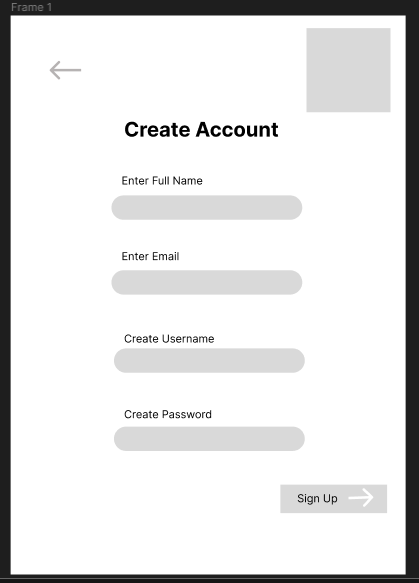 Frame 1
Create Account
Enter Full Name
Enter Email
Create Username
Create Password
Sign Up